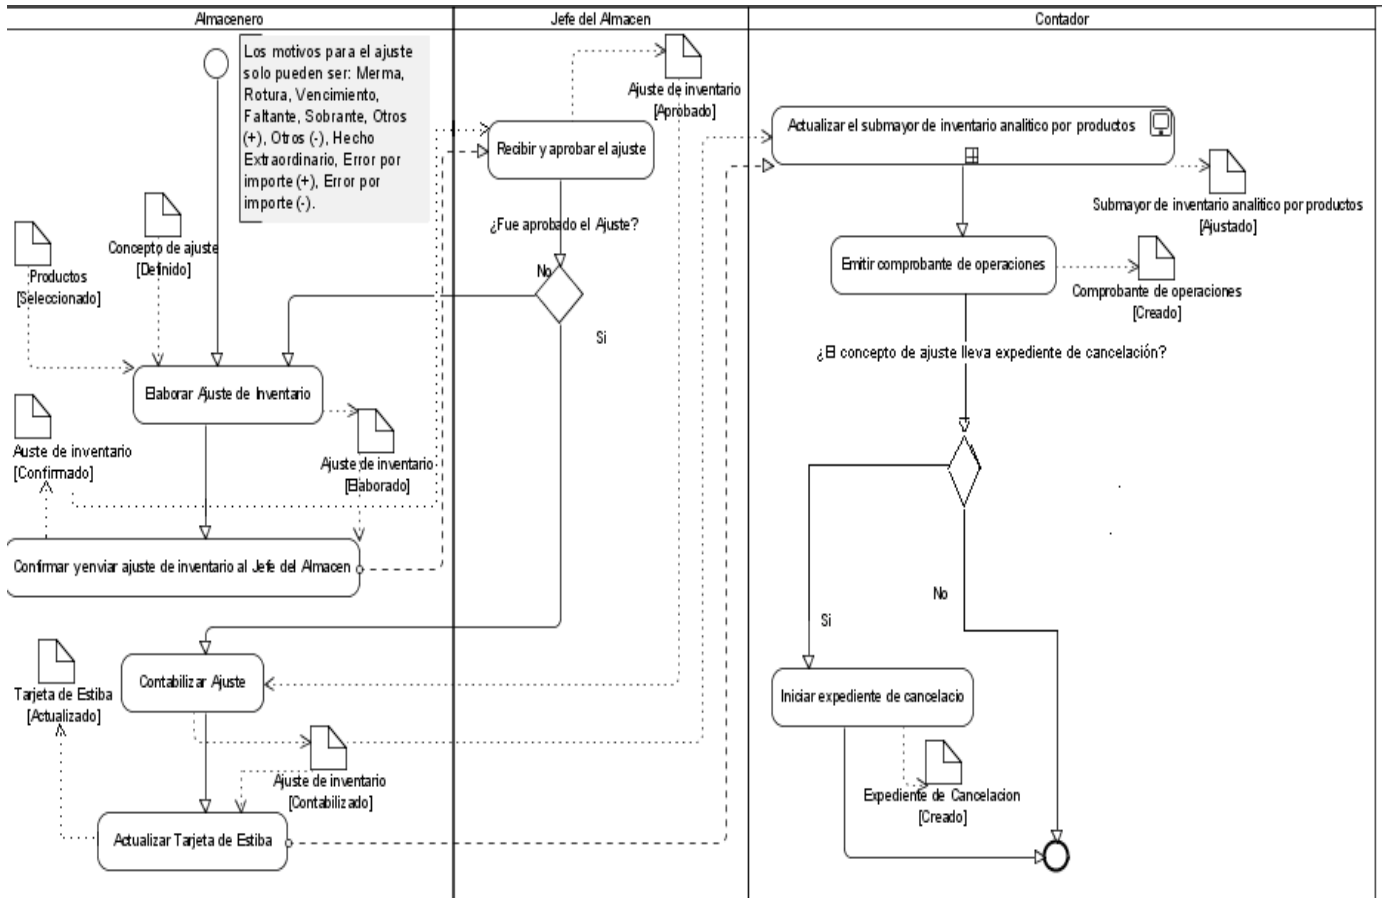 Almacenero
Jefe del Almacen
Contador
Los motivos para el ajuste
solo pueden ser: Merma,
Rotura, Vencimiento,
Faltante, Sobrante, Otros
(+), Otros (-), Hecho
Extraordinario, Error por
importe (+), Error por
importe (-).
Concepto de ajuste
[Definido]
Productos
[Seleccionado]
Elaborar Ajuste de Inventario
Auste de inventario
[Confirmado]
Ajuste de inventario
[Elaborado]
Confirmar y enviar ajuste de inventario al Jefe del Almacen
Tarjeta de Estiba
[Actualizado]
Contabilizar Ajuste
Ajuste de inventario
[Contabilizado]
Actualizar Tarjeta de Estiba
Ajuste de inventario
[Aprobado]
Recibir y aprobar el ajuste
¿Fue aprobado el Ajuste?
No
Si
Actualizar el submayor de inventario analitico por productos
Submayor de inventario analitico por productos
[Ajustado]
Emitir comprobante de operaciones
Comprobante de operaciones
[Creado]
¿El concepto de ajuste lleva expediente de cancelación?
No
Si
Iniciar expediente de cancelacio
Expediente de Cancelacion
[Creado]